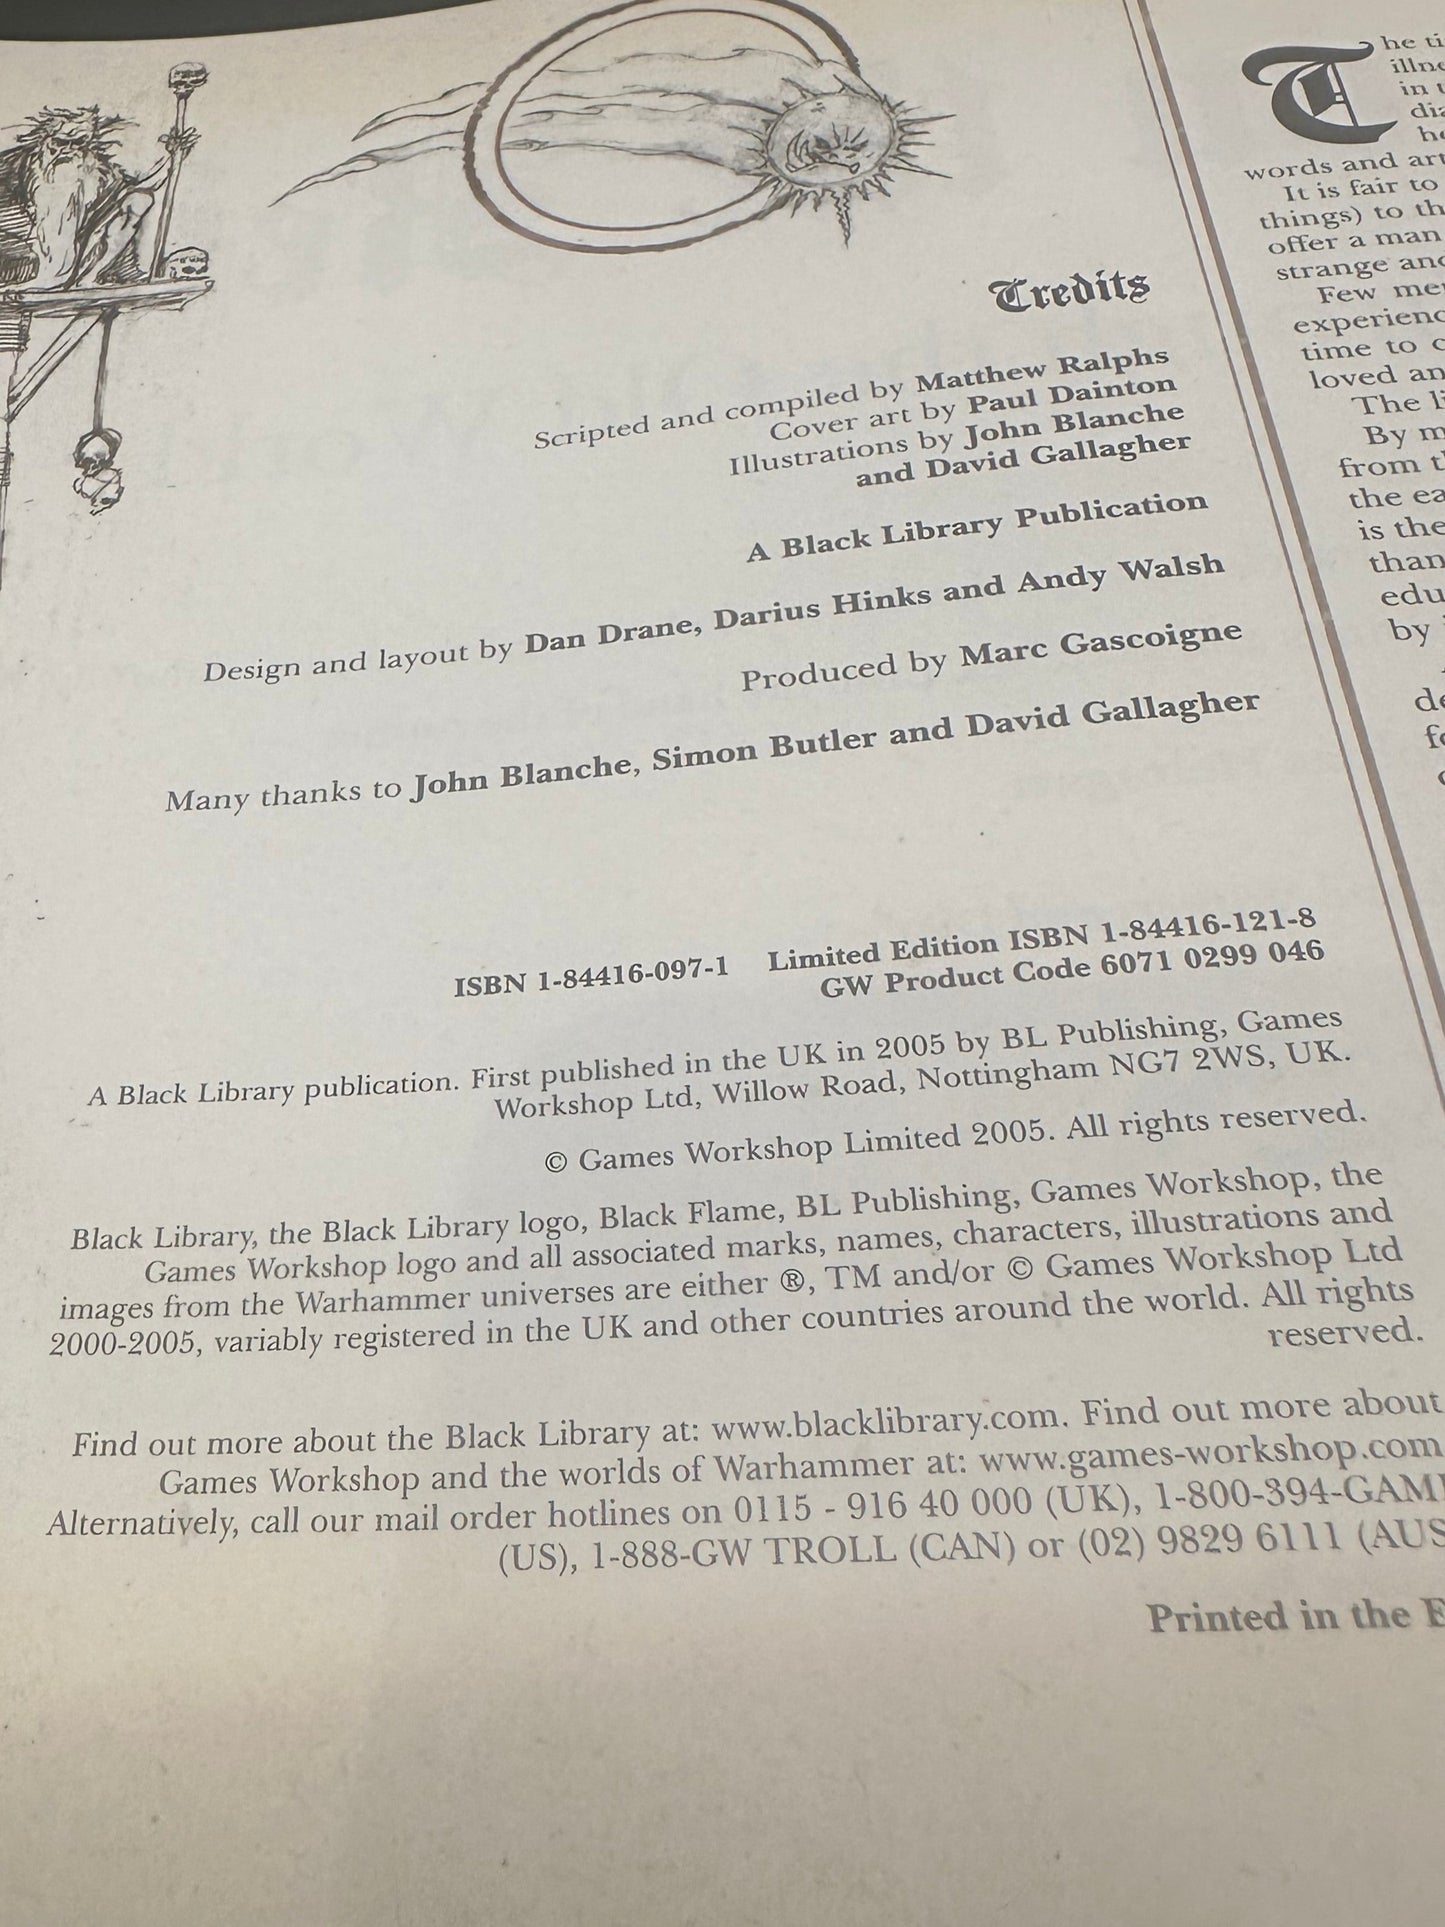 Credits
Scripted and compiled by Matthew Ralphs
Cover art by Paul Dainton
Illustrations by John Blanche
and David Gallagher
A Black Library Publication
Design and layout by Dan Drane, Darius Hinks and Andy Walsh
Produced by Marc Gascoigne
Many thanks to John Blanche, Simon Butler and David Gallagher
ISBN 1-84416-097-1 Limited Edition ISBN 1-84416-121-8
GW Product Code 6071 0299 046
A Black Library publication. First published in the UK in 2005 by BL Publishing, Games
Workshop Ltd, Willow Road, Nottingham NG7 2WS, UK.
© Games Workshop Limited 2005. All rights reserved.
Black Library, the Black Library logo, Black Flame, BL Publishing, Games Workshop, the
Games Workshop logo and all associated marks, names, characters, illustrations and
images from the Warhammer universes are either ®, TM and/or © Games Workshop Ltd
2000-2005, variably registered in the UK and other countries around the world. All rights
reserved.
Find out more about the Black Library at: www.blacklibrary.com. Find out more about
Games Workshop and the worlds of Warhammer at: www.games-workshop.com
Alternatively, call our mail order hotlines on 0115 - 916 40 000 (UK), 1-800-394-GAM
(US), 1-888-GW TROLL (CAN) or (02) 9829 6111 (AUS
Printed in the
The ti
in
words and art
It is fair to
things) to th
offer a man
strange and
Few me
experienc
time to
loved an
The li
By m
from t
the ea
is the
than
edu
by
de